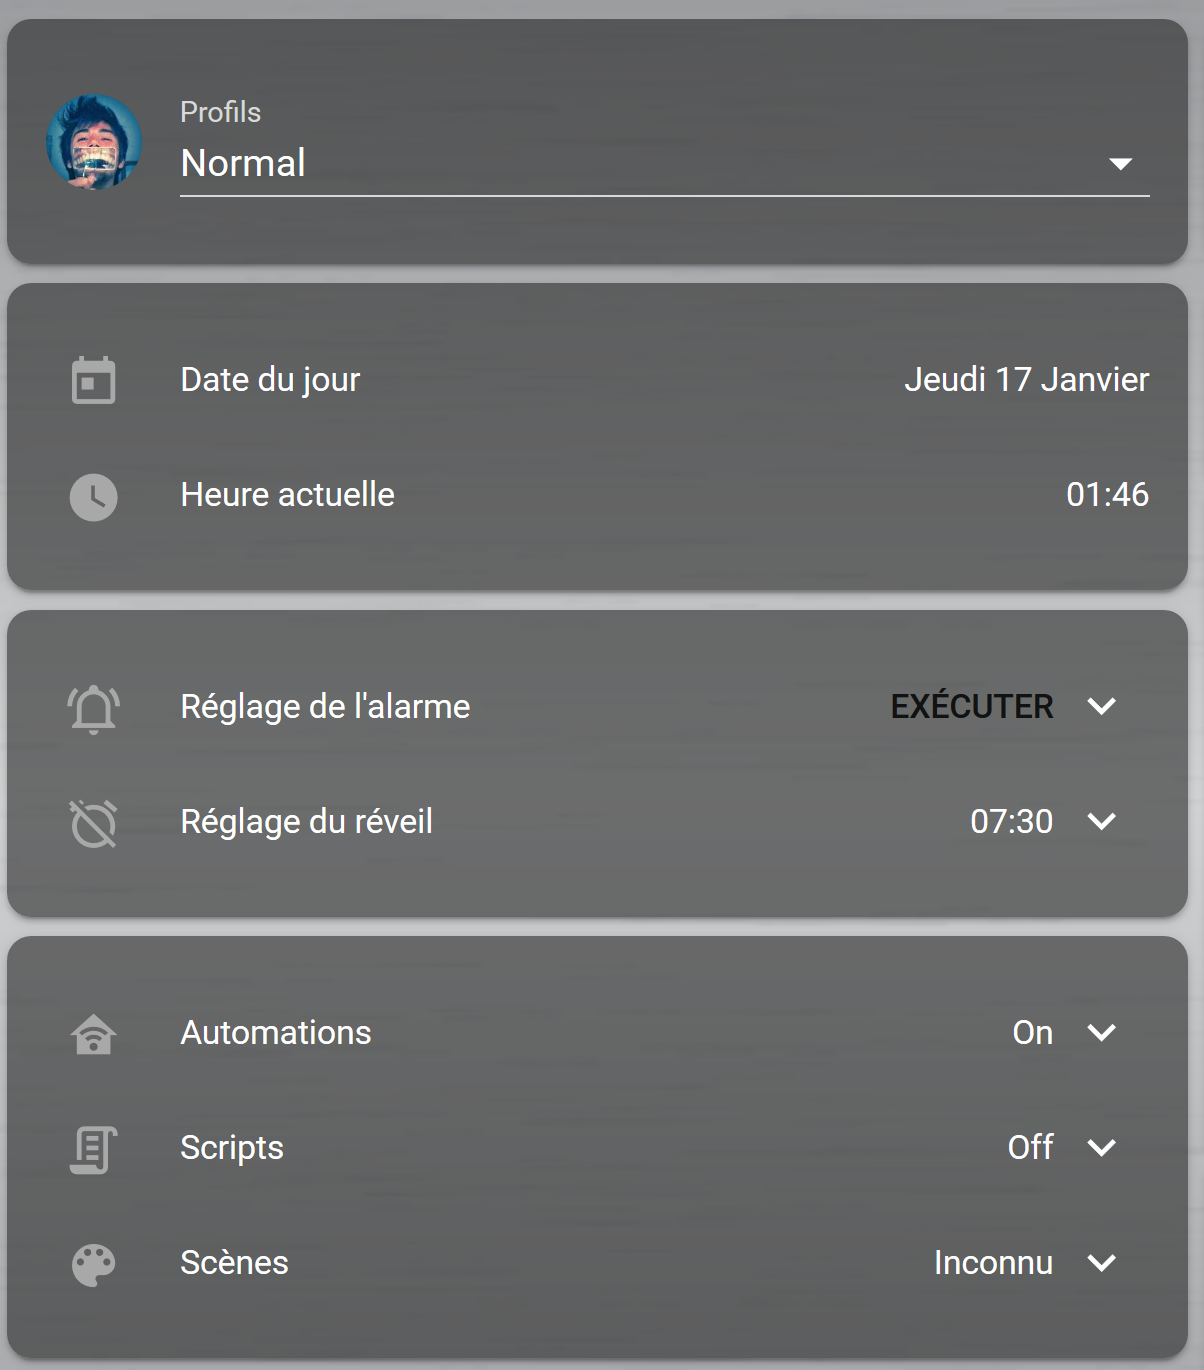 Profils
Normal
Date du jour Jeudi 17 Janvier
Heure actuelle 01:46
Réglage de l'alarme EXÉCUTER
Réglage du réveil 07:30
Automations On
Scripts Off
Scènes Inconnu